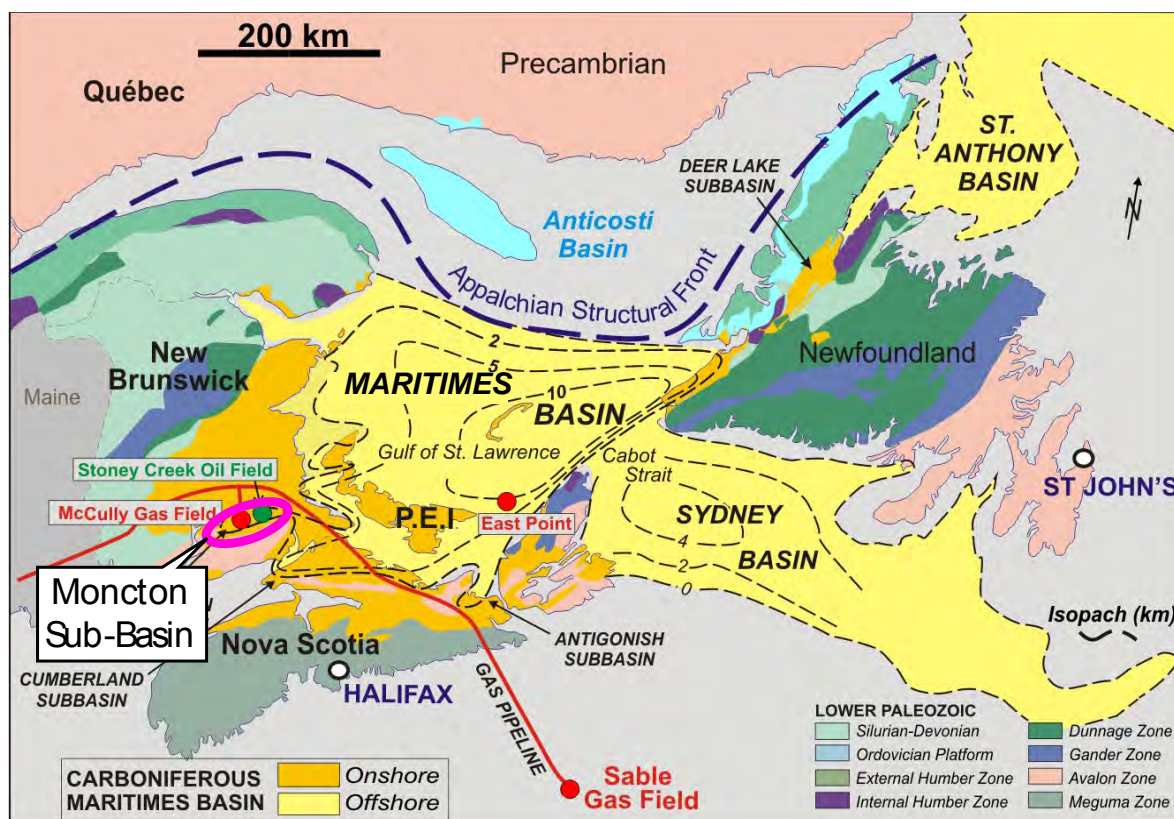 200 km
Precambrian
Québec
ST.
ANTHONY
BASIN
DEER LAKE
SUBBASIN
N
Anticosti
Basin
Appalchian Structural Front
New
Brunswick
Maine
2
5
10
MARITIMES
BASIN
Newfoundland
Gulf of St. Lawrence
Cabot
Strait
Stoney Creek Oil Field
McCully Gas Field
P.E.I
East Point
ST JOHN'S
SYDNEY
BASIN
4
2
0
Moncton
Sub-Basin
Isopach (km)
Nova Scotia
ANTIGONISH
SUBBASIN
CUMBERLAND
SUBBASIN
HALIFAX
GAS PIPELINE
Sable
Gas Field
CARBONIFEROUS
MARITIMES BASIN
Onshore
Offshore
LOWER PALEOZOIC
Silurian-Devonian
Ordovician Platform
External Humber Zone
Internal Humber Zone
Dunnage Zone
Gander Zone
Avalon Zone
Meguma Zone